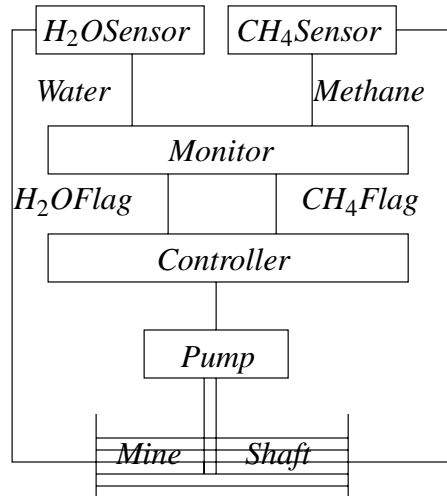 H₂OSensor CH₄Sensor
Water Methane
Monitor
H₂OFlag CH₄Flag
Controller
Pump
Mine Shaft